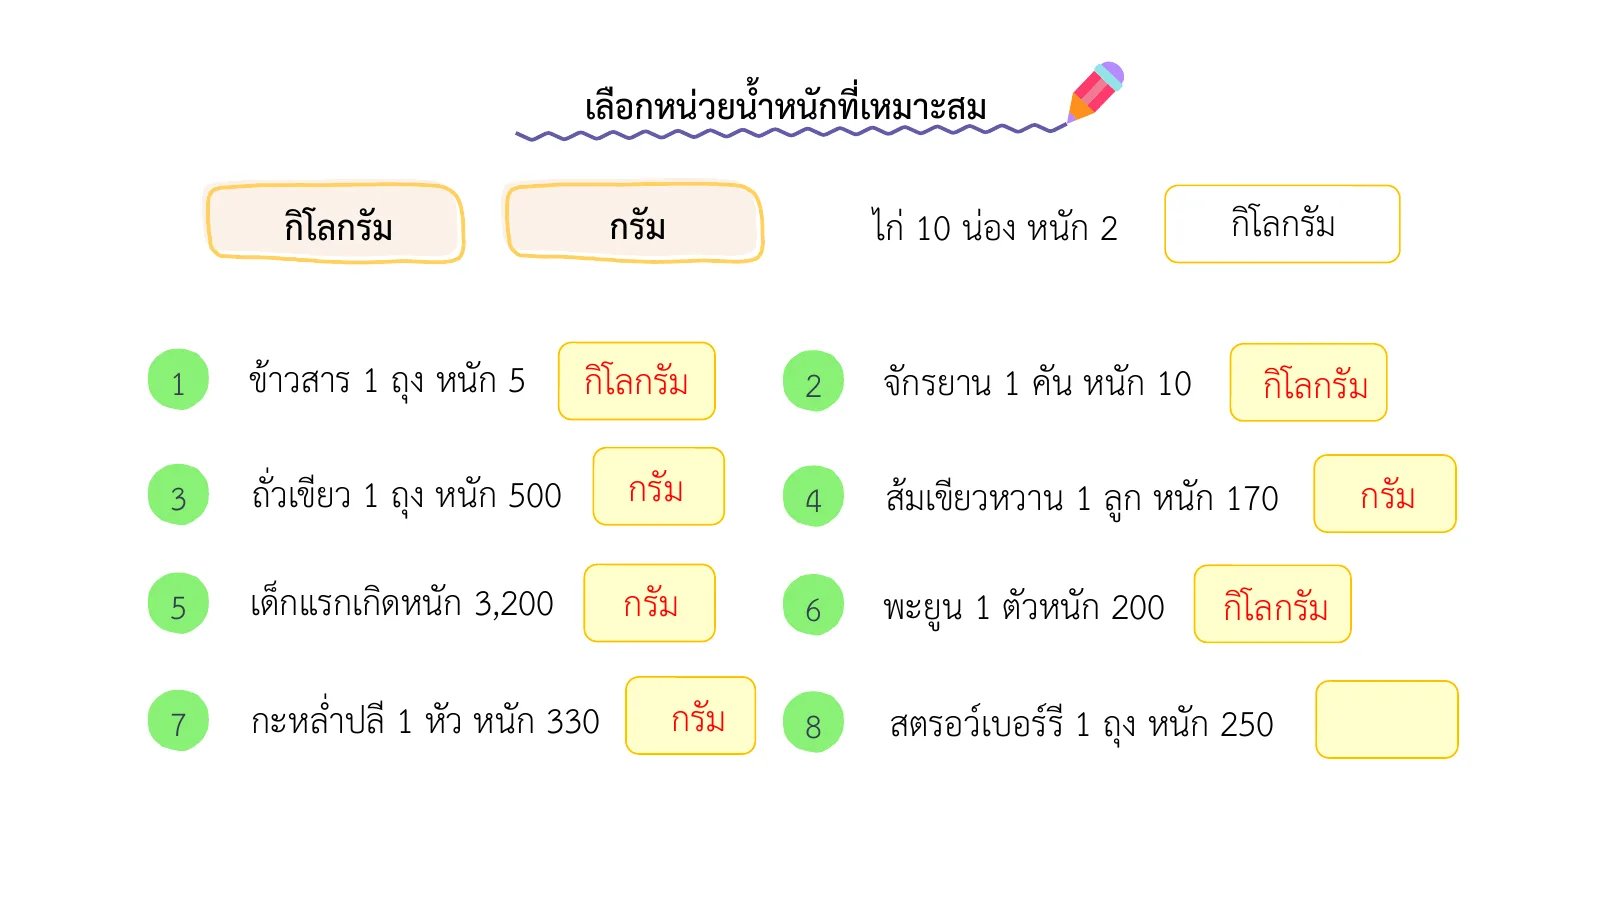 เลือกหน่วยน้ำหนักที่เหมาะสม
กิโลกรัม กรัม ไก่ 10 น่อง หนัก 2 กิโลกรัม
1 ข้าวสาร 1 ถุง หนัก 5 กิโลกรัม
2 จักรยาน 1 คัน หนัก 10 กิโลกรัม
3 ถั่วเขียว 1 ถุง หนัก 500 กรัม
4 ส้มเขียวหวาน 1 ลูก หนัก 170 กรัม
5 เด็กแรกเกิดหนัก 3,200 กรัม
6 พะยูน 1 ตัวหนัก 200 กิโลกรัม
7 กะหล่ำปลี 1 หัว หนัก 330 กรัม
8 สตรอว์เบอร์รี 1 ถุง หนัก 250